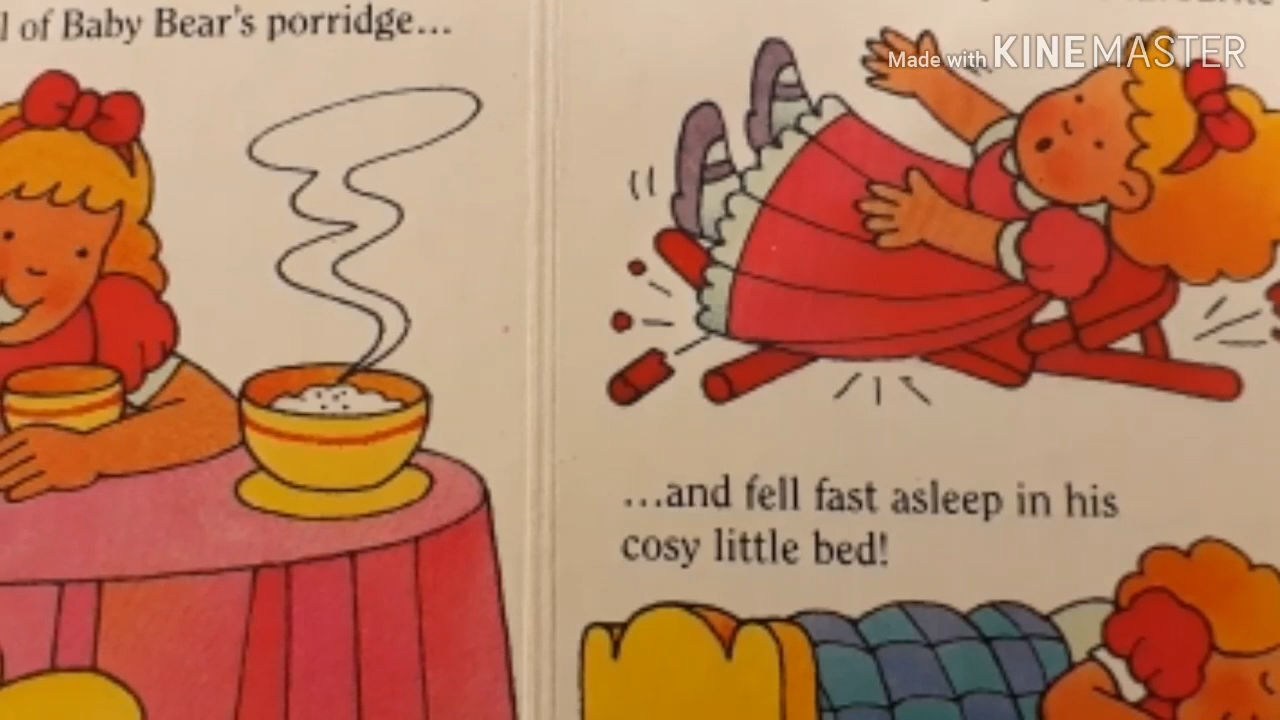 of Baby Bear's porridge...
Made with KINEMASTER
...and fell fast asleep in his
cosy little bed!